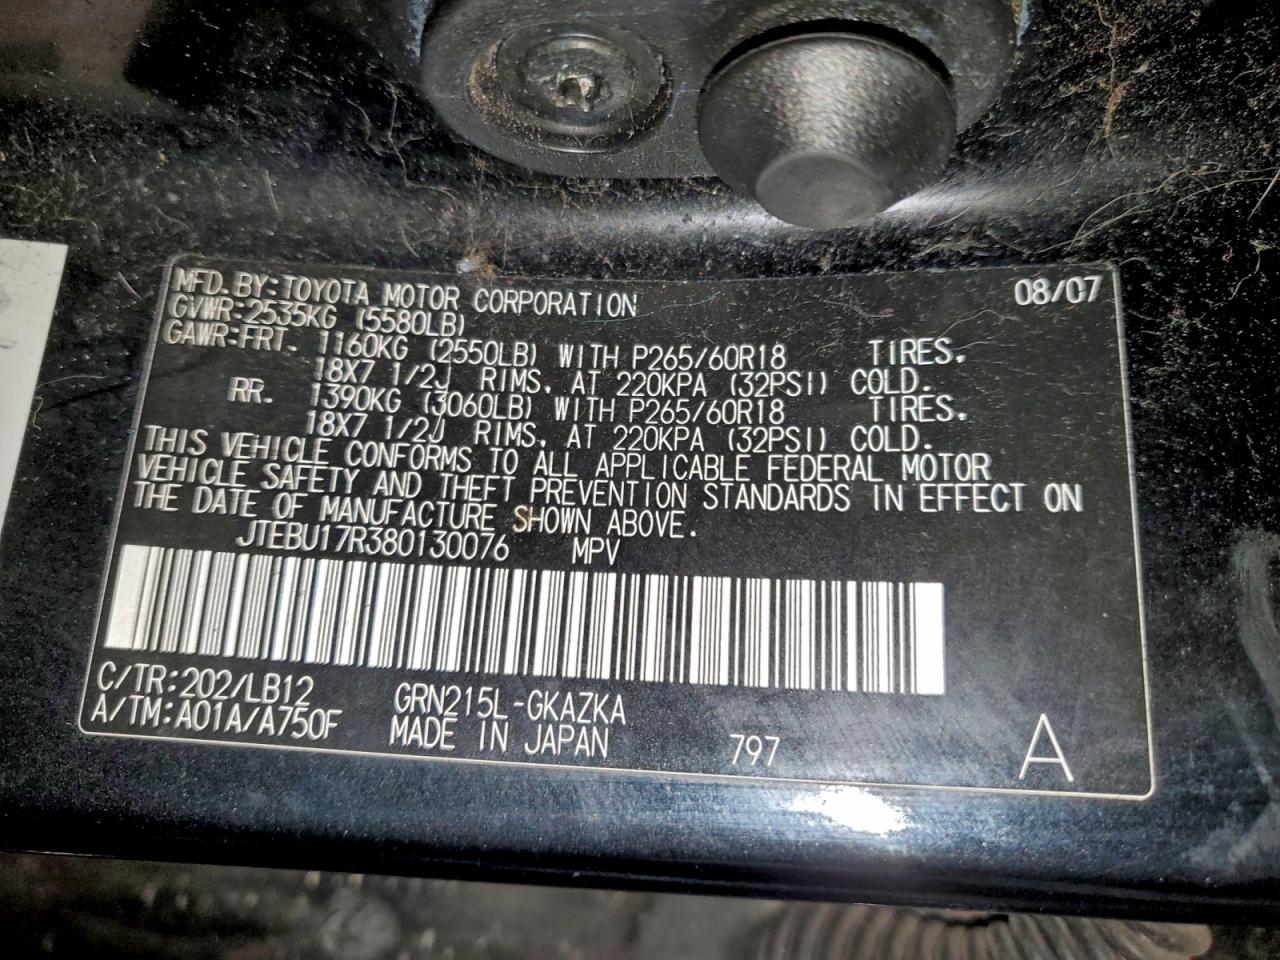 MFD. BY: TOYOTA MOTOR CORPORATION 08/07
GVWR: 2535KG (5580LB)
GAWR: FRT. 1160KG (2550LB) WITH P265/60R18 TIRES.
18X7 1/2J RIMS, AT 220KPA (32PSI) COLD.
RR. 1390KG (3060LB) WITH P265/60R18 TIRES.
18X7 1/2J RIMS, AT 220KPA (32PSI) COLD.
THIS VEHICLE CONFORMS TO ALL APPLICABLE FEDERAL MOTOR
VEHICLE SAFETY AND THEFT PREVENTION STANDARDS IN EFFECT ON
THE DATE OF MANUFACTURE SHOWN ABOVE.
JTEBU17R380130076 MPV
C/TR: 202/LB12 GRN215L-GKAZKA
A/TM: A01A/A750F MADE IN JAPAN 797 A